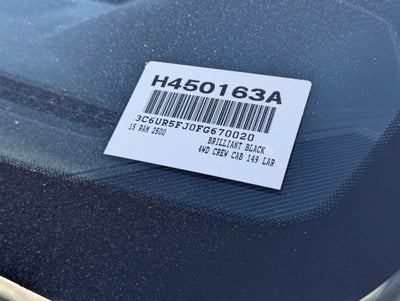 H450163A
3C6UR5FJ0FG670020
15 RAM 2500
BRILLIANT BLACK
4WD CREW CAB 149 LAR